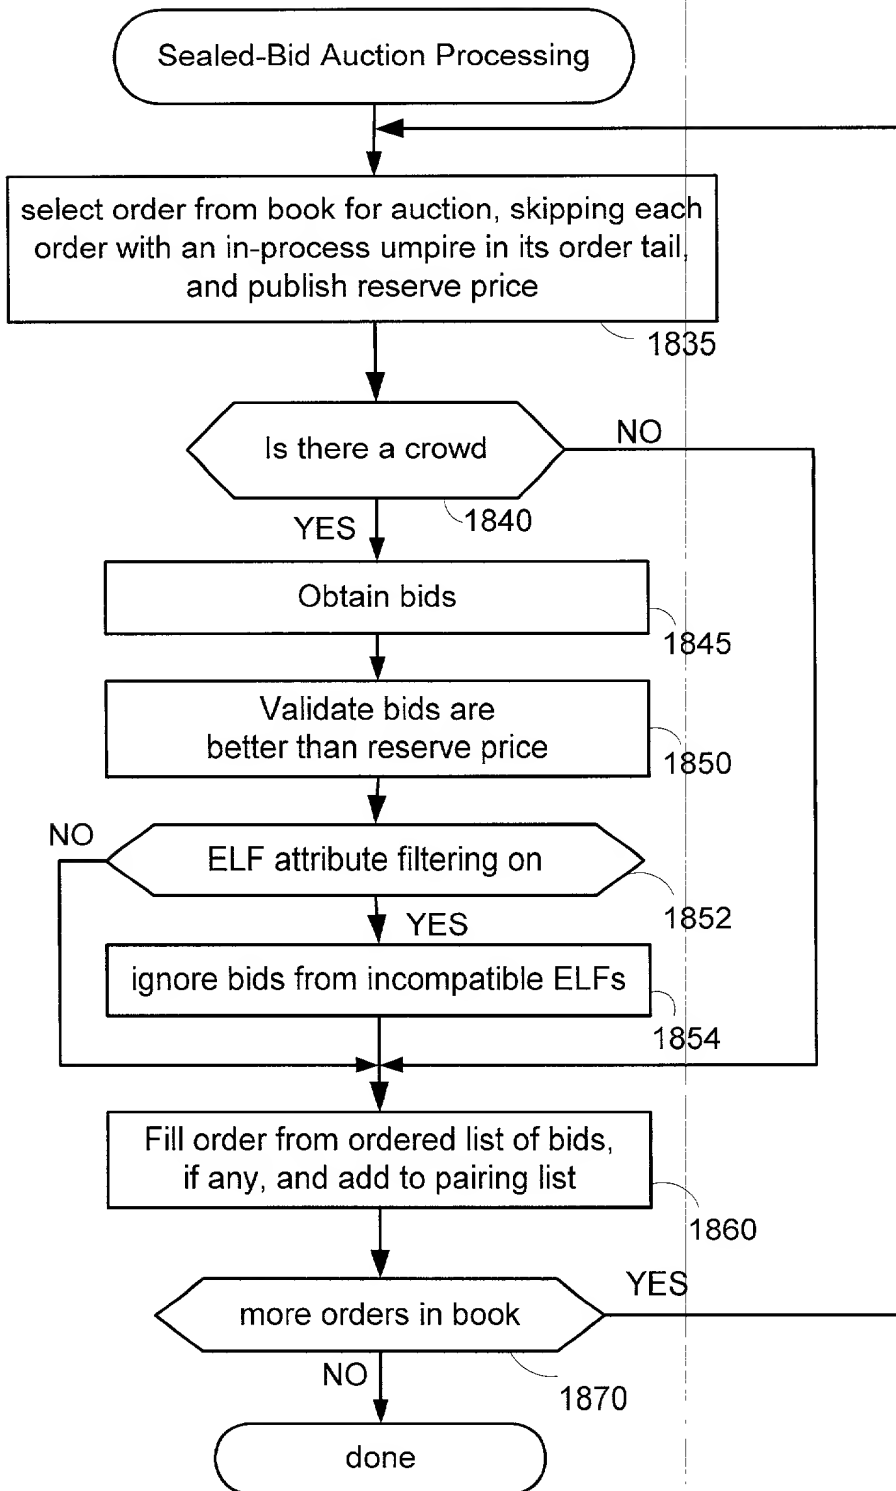 Sealed-Bid Auction Processing
select order from book for auction, skipping each
order with an in-process umpire in its order tail,
and publish reserve price
1835
Is there a crowd
NO
1840
YES
Obtain bids
1845
Validate bids are
better than reserve price
1850
NO
ELF attribute filtering on
1852
YES
ignore bids from incompatible ELFs
1854
Fill order from ordered list of bids,
if any, and add to pairing list
1860
YES
more orders in book
NO
1870
done